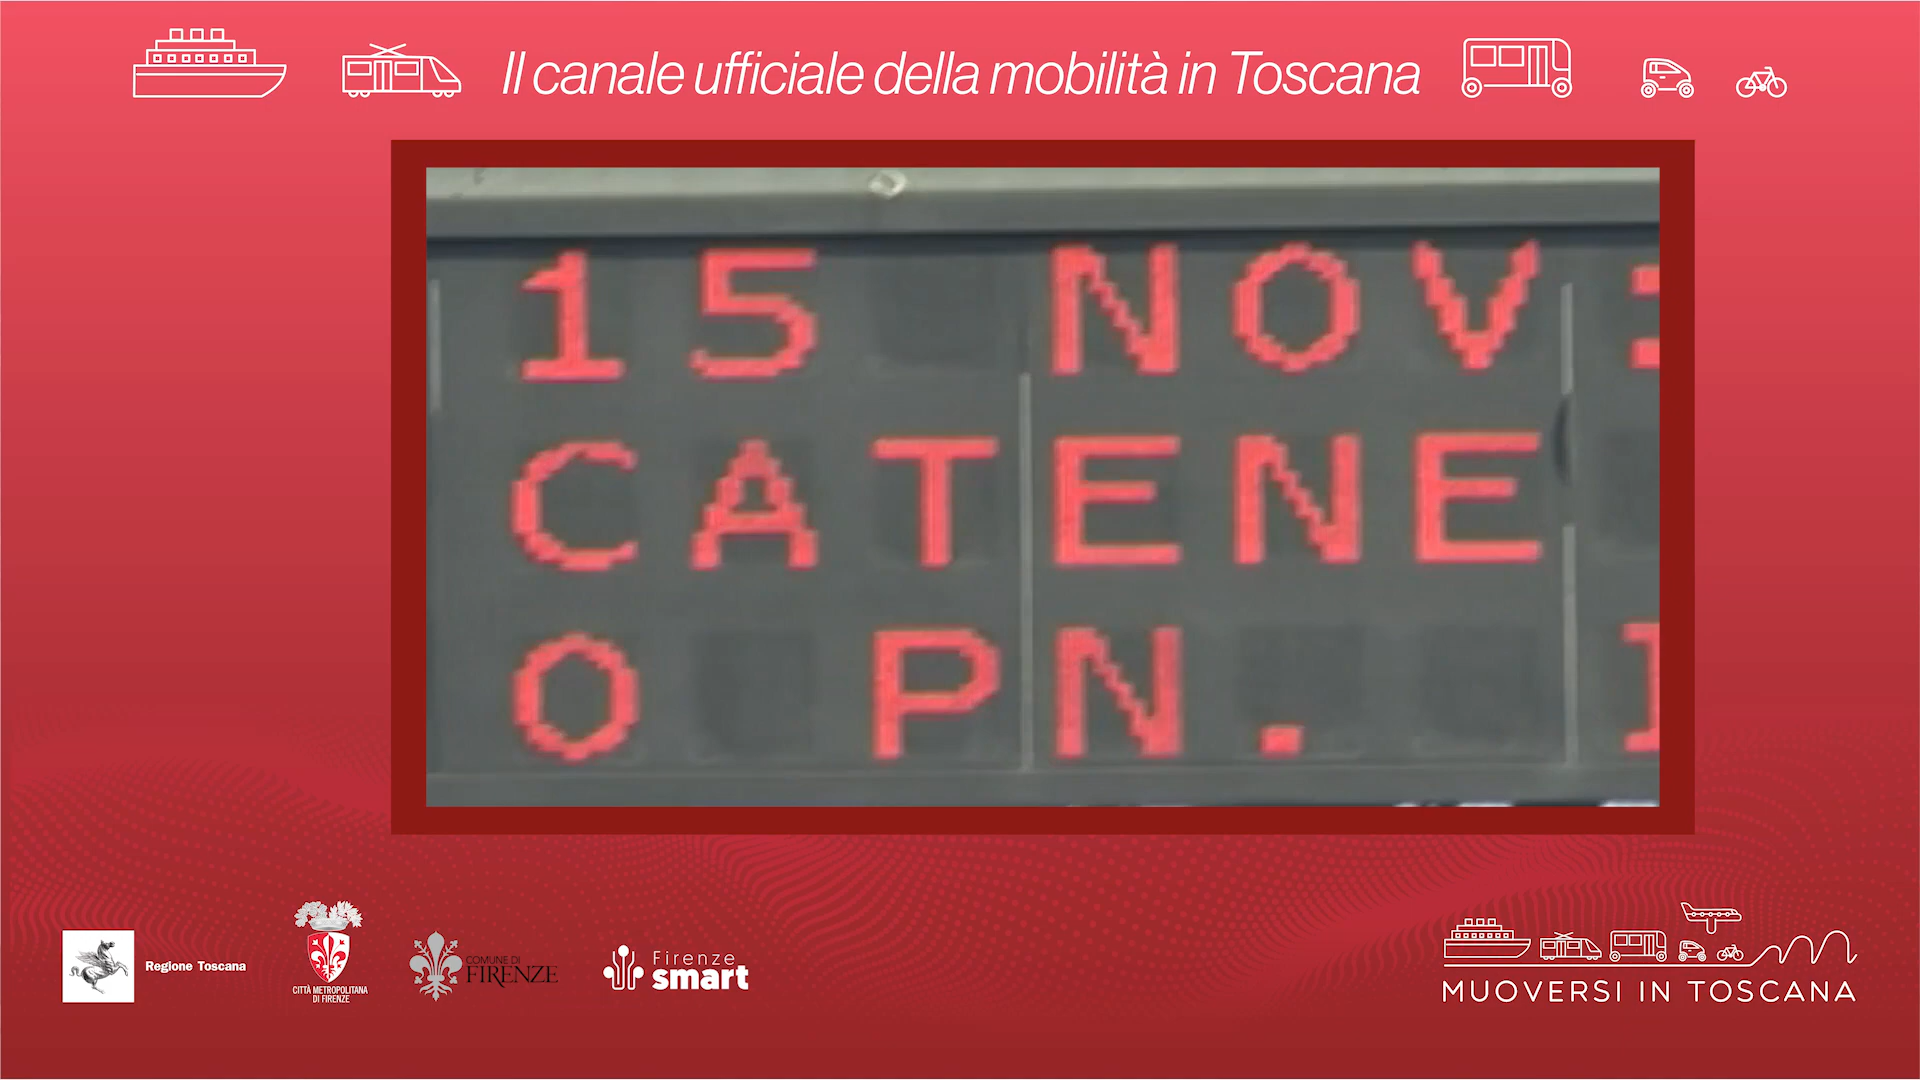 Il canale ufficiale della mobilità in Toscana
15 NOV
CATENE
O PN.
Regione Toscana
CITTÀ METROPOLITANA
DI FIRENZE
COMUNE DI
FIRENZE
Firenze
smart
MUOVERSI IN TOSCANA